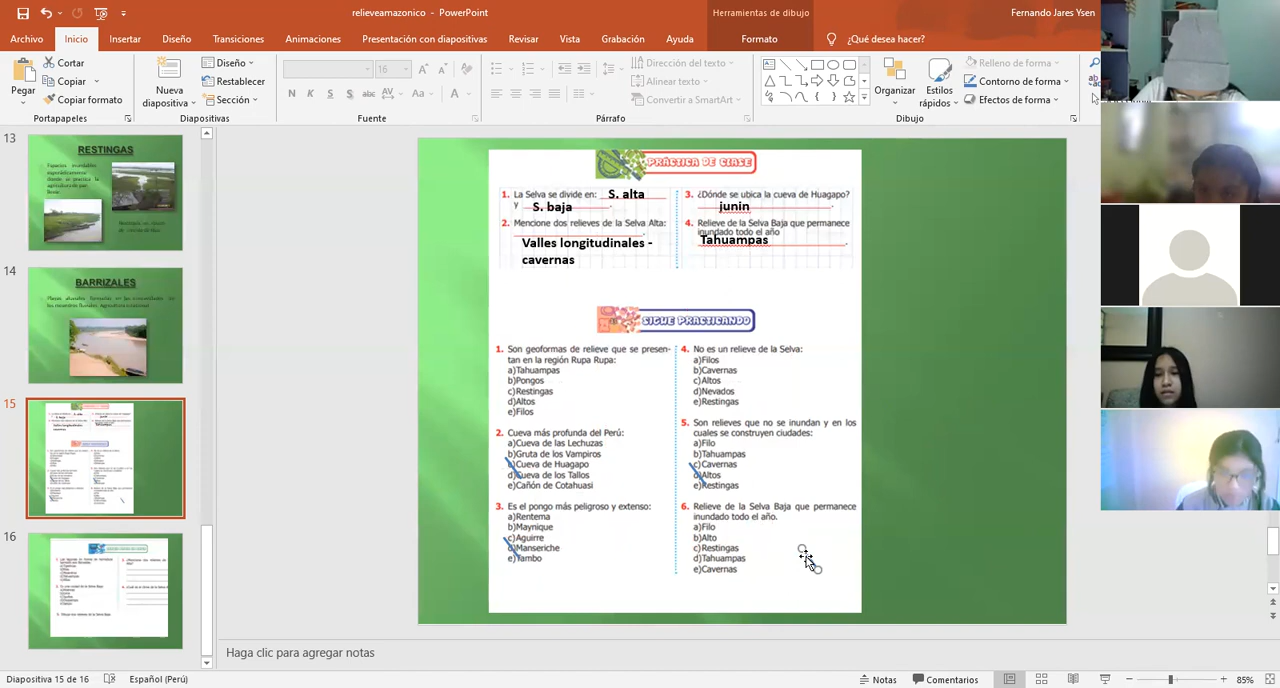 relieveamazonico - PowerPoint
Herramientas de dibujo
Fernando Jares Ysen
Archivo
Inicio
Insertar
Diseño
Transiciones
Animaciones
Presentación con diapositivas
Revisar
Vista
Grabación
Ayuda
Formato
¿Qué desea hacer?
Pegar
Cortar
Copiar
Copiar formato
Portapapeles
Nueva
diapositiva
Diseño
Restablecer
Sección
Diapositivas
16
N K S S abc AV Aa A
Fuente
Párrafo
Dirección del texto
Alinear texto
Convertir a SmartArt
Organizar
Estilos
rápidos
Relleno de forma
Contorno de forma
Efectos de forma
Dibujo
13
RESTINGAS
14
BARRIZALES
15
16
PRÁCTICA DE CLASE
1. La Selva se divide en: S. alta
y S. baja.
2. Mencione dos relieves de la Selva Alta:
Valles longitudinales -
cavernas
3. ¿Dónde se ubica la cueva de Huagapo?
junin
4. Relieve de la Selva Baja que permanece
inundado todo el año
Tahuampas
SIGUE PRACTICANDO
1. Son geoformas de relieve que se presen-
tan en la región Rupa Rupa:
a)Tahuampas
b)Pongos
c)Restingas
d)Altos
e)Filos
2. Cueva más profunda del Perú:
a)Cueva de las Lechuzas
b)Gruta de los Vampiros
c)Cueva de Huagapo
d)Cueva de los Tallos
e)Cañón de Cotahuasi
3. Es el pongo más peligroso y extenso:
a)Rentema
b)Maynique
c)Aguirre
d)Manseriche
e)Tambo
4. No es un relieve de la Selva:
a)Filos
b)Cavernas
c)Altos
d)Nevados
e)Restingas
5. Son relieves que no se inundan y en los
cuales se construyen ciudades:
a)Filo
b)Tahuampas
c)Cavernas
d)Altos
e)Restingas
6. Relieve de la Selva Baja que permanece
inundado todo el año.
a)Filo
b)Alto
c)Restingas
d)Tahuampas
e)Cavernas
Haga clic para agregar notas
Diapositiva 15 de 16
Español (Perú)
Notas
Comentarios
85%